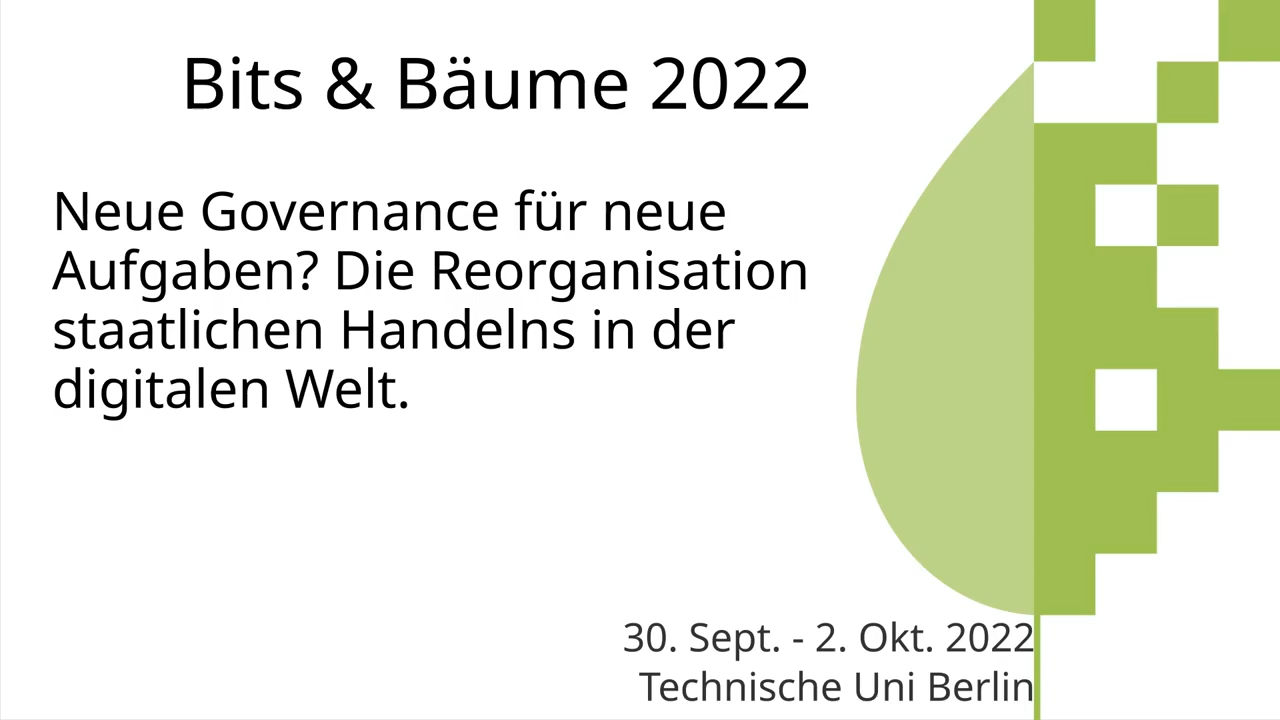 Bits & Bäume 2022
Neue Governance für neue
Aufgaben? Die Reorganisation
staatlichen Handelns in der
digitalen Welt.
30. Sept. - 2. Okt. 2022
Technische Uni Berlin